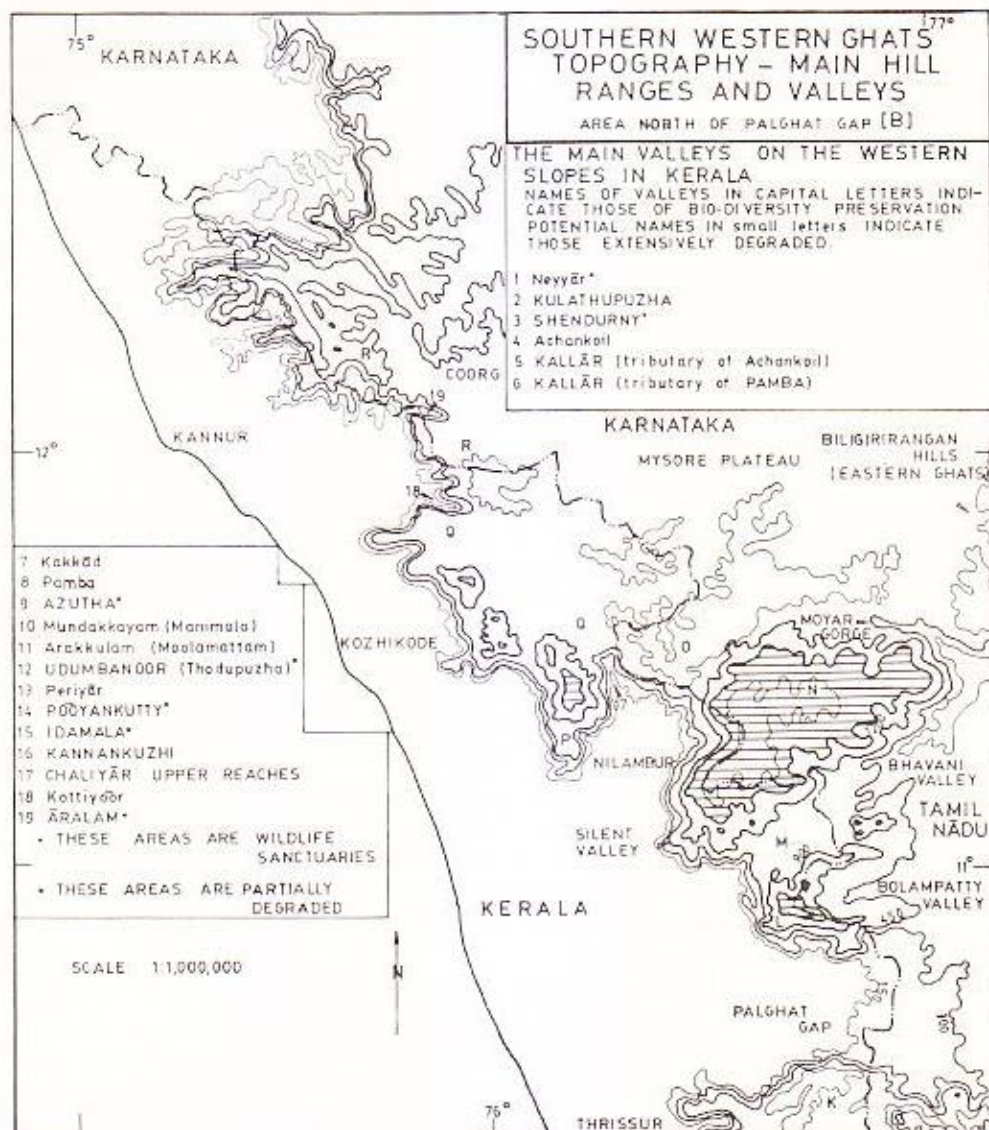 75°
77°
KARNATAKA
SOUTHERN WESTERN GHATS
TOPOGRAPHY – MAIN HILL
RANGES AND VALLEYS
AREA NORTH OF PALGHAT GAP [B]
THE MAIN VALLEYS ON THE WESTERN
SLOPES IN KERALA
NAMES OF VALLEYS IN CAPITAL LETTERS INDI-
CATE THOSE OF BIO-DIVERSITY PRESERVATION
POTENTIAL NAMES IN small letters INDICATE
THOSE EXTENSIVELY DEGRADED.
1 Neyyār*
2 KULATHUPUZHA
3 SHENDURNY*
4 Achankoil
5 KALLĀR (tributary of Achankoil)
6 KALLĀR (tributary of PAMBA)
R
COORG
19
KANNUR
12°
R
KARNATAKA
MYSORE PLATEAU
BILIGIRIRANGAN
HILLS
(EASTERN GHATS)
18
Q
7 Kakkād
8 Pamba
9 AZUTHA*
10 Mundakkayam (Manimala)
11 Arakkulam (Moolamattam)
12 UDUMBANOOR (Thodupuzha)*
13 Periyār
14 POOYANKUTTY*
15 IDAMALA*
16 KANNANKUZHI
17 CHALIYĀR UPPER REACHES
18 Kottiyoor
19 ĀRALAM*
* THESE AREAS ARE WILDLIFE
SANCTUARIES
* THESE AREAS ARE PARTIALLY
DEGRADED
KOZHIKODE
Q
O
MOYAR
GORGE
N
17
P
NILAMBUR
BHAVANI
VALLEY
TAMIL
NĀDU
SILENT
VALLEY
M
11°
BOLAMPATTY
VALLEY
450
KERALA
SCALE 1:1,000,000
N
PALGHAT
GAP
76°
THRISSUR
K